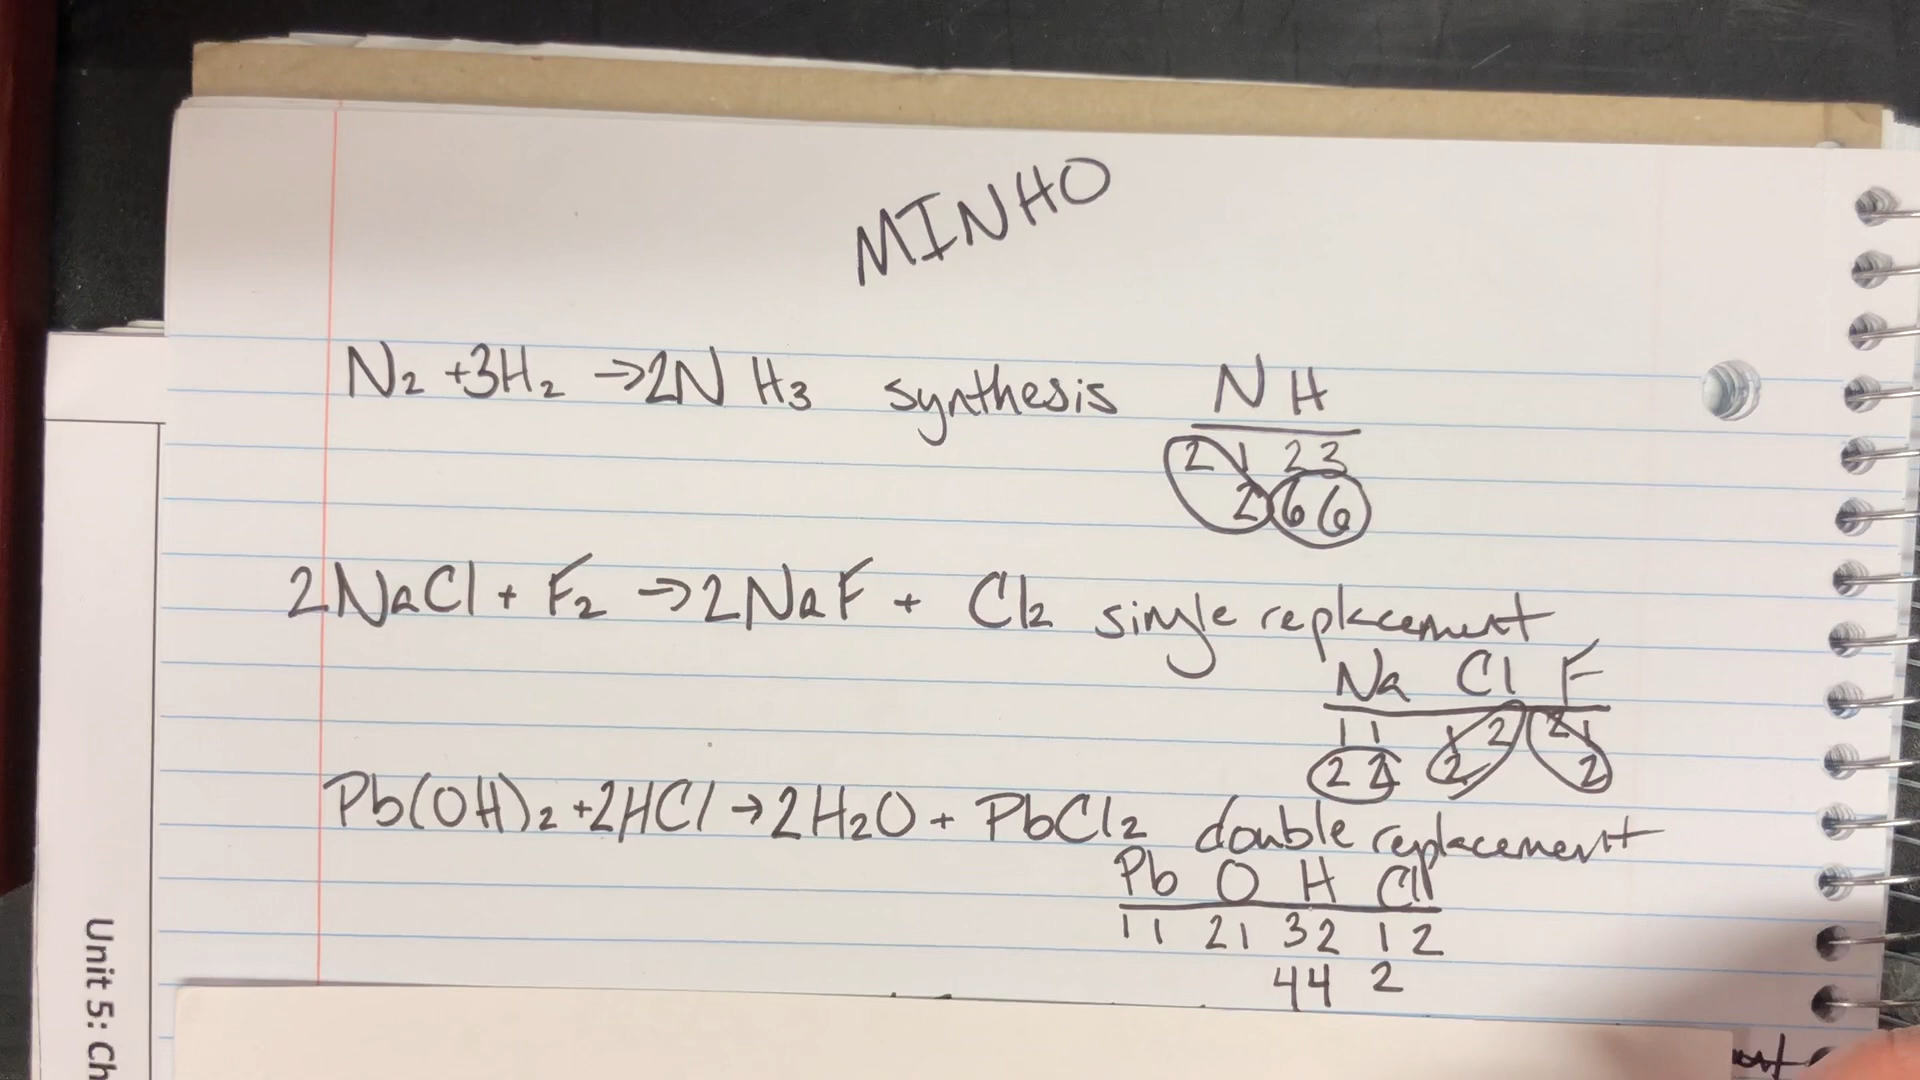 MINHO
N₂ +3H₂ →2N H₃ synthesis
N H
2 1 2 3
2 6 6
2NaCl + F₂ →2NaF + Cl₂ single replacement
Na Cl F
1 1 1 2 2 1
2 2 2 2
Pb(OH)₂ +2HCl →2H₂O + PbCl₂ double replacement
Pb O H Cl
1 1 2 1 3 2 1 2
4 4 2
Unit 5: Ch